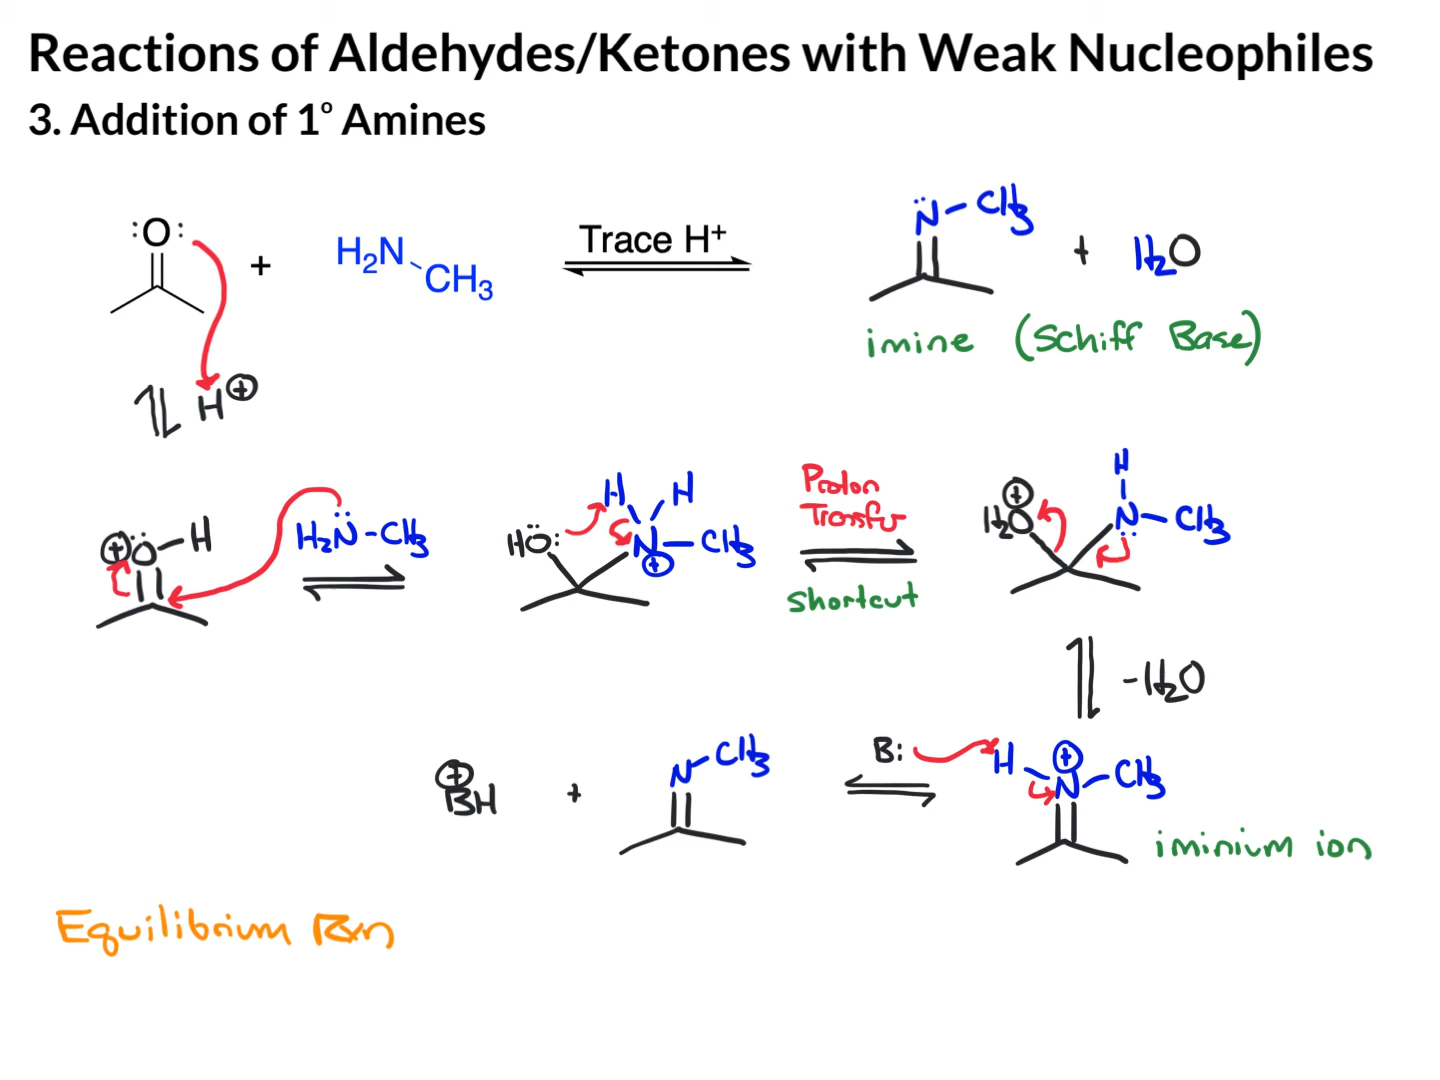 Reactions of Aldehydes/Ketones with Weak Nucleophiles
3. Addition of 1° Amines
:O: + H₂N-CH₃ Trace H⁺ N̈-CH₃ + H₂O
imine (Schiff Base)
H⊕
⊕Ö-H H₂N̈-CH₃ HÖ: H H N⊕-CH₃ Proton Transfer H₂O⊕ H N̈-CH₃
Shortcut
-H₂O
⊕BH + N-CH₃ B: H N⊕ CH₃
iminium ion
Equilibrium Rxn